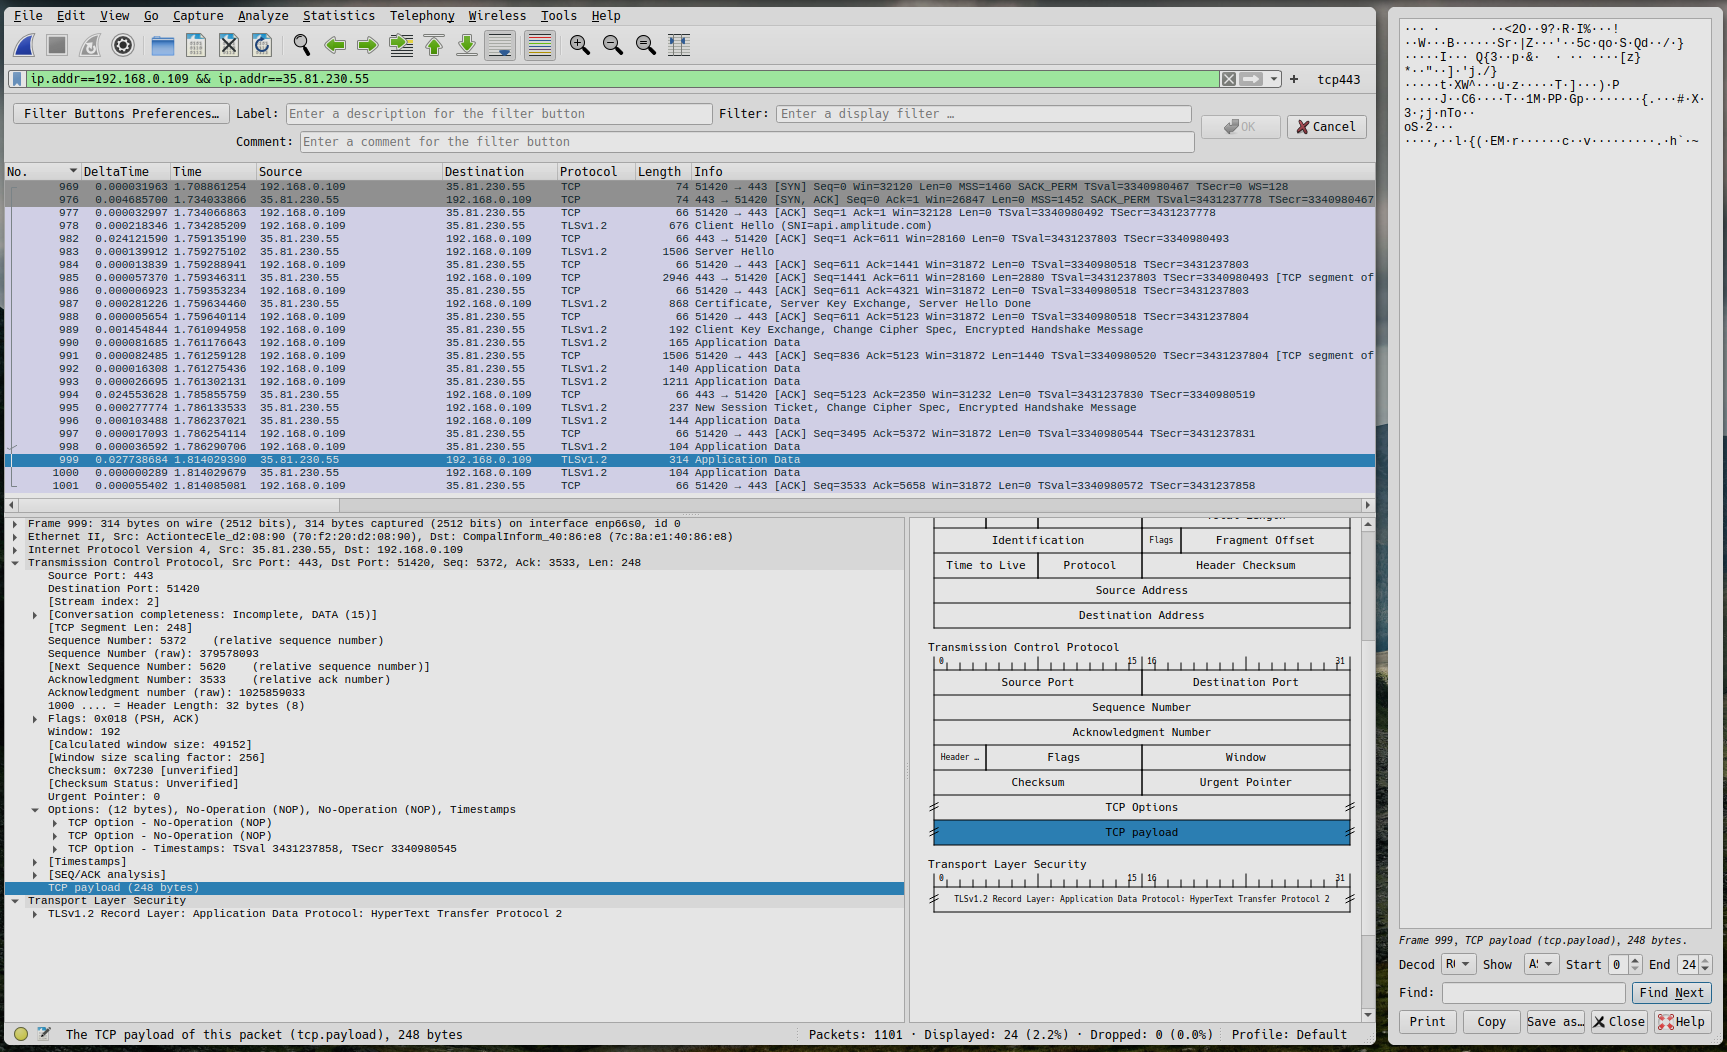 File Edit View Go Capture Analyze Statistics Telephony Wireless Tools Help
ip.addr==192.168.0.109 && ip.addr==35.81.230.55
+ tcp443
Filter Buttons Preferences… Label: Enter a description for the filter button Filter: Enter a display filter …
Comment: Enter a comment for the filter button
OK Cancel
No. DeltaTime Time Source Destination Protocol Length Info
969 0.000031963 1.708861254 192.168.0.109 35.81.230.55 TCP 74 51420 → 443 [SYN] Seq=0 Win=32120 Len=0 MSS=1460 SACK_PERM TSval=3340980467 TSecr=0 WS=128
976 0.004685700 1.734033866 35.81.230.55 192.168.0.109 TCP 74 443 → 51420 [SYN, ACK] Seq=0 Ack=1 Win=26847 Len=0 MSS=1452 SACK_PERM TSval=3431237778 TSecr=3340980467
977 0.000032997 1.734066863 192.168.0.109 35.81.230.55 TCP 66 51420 → 443 [ACK] Seq=1 Ack=1 Win=32128 Len=0 TSval=3340980492 TSecr=3431237778
978 0.000218346 1.734285209 192.168.0.109 35.81.230.55 TLSv1.2 676 Client Hello (SNI=api.amplitude.com)
982 0.024121590 1.759135190 35.81.230.55 192.168.0.109 TCP 66 443 → 51420 [ACK] Seq=1 Ack=611 Win=28160 Len=0 TSval=3431237803 TSecr=3340980493
983 0.000139912 1.759275102 35.81.230.55 192.168.0.109 TLSv1.2 1506 Server Hello
984 0.000013839 1.759288941 192.168.0.109 35.81.230.55 TCP 66 51420 → 443 [ACK] Seq=611 Ack=1441 Win=31872 Len=0 TSval=3340980518 TSecr=3431237803
985 0.000057370 1.759346311 35.81.230.55 192.168.0.109 TCP 2946 443 → 51420 [ACK] Seq=1441 Ack=611 Win=28160 Len=2880 TSval=3431237803 TSecr=3340980493 [TCP segment of
986 0.000006923 1.759353234 192.168.0.109 35.81.230.55 TCP 66 51420 → 443 [ACK] Seq=611 Ack=4321 Win=31872 Len=0 TSval=3340980518 TSecr=3431237803
987 0.000281226 1.759634460 35.81.230.55 192.168.0.109 TLSv1.2 868 Certificate, Server Key Exchange, Server Hello Done
988 0.000005654 1.759640114 192.168.0.109 35.81.230.55 TCP 66 51420 → 443 [ACK] Seq=611 Ack=5123 Win=31872 Len=0 TSval=3340980518 TSecr=3431237804
989 0.001454844 1.761094958 192.168.0.109 35.81.230.55 TLSv1.2 192 Client Key Exchange, Change Cipher Spec, Encrypted Handshake Message
990 0.000081685 1.761176643 192.168.0.109 35.81.230.55 TLSv1.2 165 Application Data
991 0.000082485 1.761259128 192.168.0.109 35.81.230.55 TCP 1506 51420 → 443 [ACK] Seq=836 Ack=5123 Win=31872 Len=1440 TSval=3340980520 TSecr=3431237804 [TCP segment of
992 0.000016308 1.761275436 192.168.0.109 35.81.230.55 TLSv1.2 140 Application Data
993 0.000026695 1.761302131 192.168.0.109 35.81.230.55 TLSv1.2 1211 Application Data
994 0.024553628 1.785855759 35.81.230.55 192.168.0.109 TCP 66 443 → 51420 [ACK] Seq=5123 Ack=2350 Win=31232 Len=0 TSval=3431237830 TSecr=3340980519
995 0.000277774 1.786133533 35.81.230.55 192.168.0.109 TLSv1.2 237 New Session Ticket, Change Cipher Spec, Encrypted Handshake Message
996 0.000103488 1.786237021 35.81.230.55 192.168.0.109 TLSv1.2 144 Application Data
997 0.000017093 1.786254114 192.168.0.109 35.81.230.55 TCP 66 51420 → 443 [ACK] Seq=3495 Ack=5372 Win=31872 Len=0 TSval=3340980544 TSecr=3431237831
998 0.000036592 1.786290706 192.168.0.109 35.81.230.55 TLSv1.2 104 Application Data
999 0.027738684 1.814029390 35.81.230.55 192.168.0.109 TLSv1.2 314 Application Data
1000 0.000000289 1.814029679 35.81.230.55 192.168.0.109 TLSv1.2 104 Application Data
1001 0.000055402 1.814085081 192.168.0.109 35.81.230.55 TCP 66 51420 → 443 [ACK] Seq=3533 Ack=5658 Win=31872 Len=0 TSval=3340980572 TSecr=3431237858
Frame 999: 314 bytes on wire (2512 bits), 314 bytes captured (2512 bits) on interface enp66s0, id 0
Ethernet II, Src: ActiontecEle_d2:08:90 (70:f2:20:d2:08:90), Dst: CompalInform_40:86:e8 (7c:8a:e1:40:86:e8)
Internet Protocol Version 4, Src: 35.81.230.55, Dst: 192.168.0.109
Transmission Control Protocol, Src Port: 443, Dst Port: 51420, Seq: 5372, Ack: 3533, Len: 248
Source Port: 443
Destination Port: 51420
[Stream index: 2]
[Conversation completeness: Incomplete, DATA (15)]
[TCP Segment Len: 248]
Sequence Number: 5372 (relative sequence number)
Sequence Number (raw): 379578093
[Next Sequence Number: 5620 (relative sequence number)]
Acknowledgment Number: 3533 (relative ack number)
Acknowledgment number (raw): 1025859033
1000 .... = Header Length: 32 bytes (8)
Flags: 0x018 (PSH, ACK)
Window: 192
[Calculated window size: 49152]
[Window size scaling factor: 256]
Checksum: 0x7230 [unverified]
[Checksum Status: Unverified]
Urgent Pointer: 0
Options: (12 bytes), No-Operation (NOP), No-Operation (NOP), Timestamps
TCP Option - No-Operation (NOP)
TCP Option - No-Operation (NOP)
TCP Option - Timestamps: TSval 3431237858, TSecr 3340980545
[Timestamps]
[SEQ/ACK analysis]
TCP payload (248 bytes)
Transport Layer Security
TLSv1.2 Record Layer: Application Data Protocol: HyperText Transfer Protocol 2
Identification Flags Fragment Offset
Time to Live Protocol Header Checksum
Source Address
Destination Address
Transmission Control Protocol
0 15 16 31
Source Port Destination Port
Sequence Number
Acknowledgment Number
Header … Flags Window
Checksum Urgent Pointer
TCP Options
TCP payload
Transport Layer Security
0 15 16 31
TLSv1.2 Record Layer: Application Data Protocol: HyperText Transfer Protocol 2
The TCP payload of this packet (tcp.payload), 248 bytes
Packets: 1101 · Displayed: 24 (2.2%) · Dropped: 0 (0.0%) Profile: Default
··· · ··<2O··9?·R·I%···!
··W···B······Sr·|Z···'··5c·qo·S·Qd··/·}
·····I··· Q{3··p·&· · ·· ····[z}
*··"··]·'j./}
·····t·XW^···u·z·····T·]···)·P
·····J··C6····T··1M·PP·Gp········{.···#·X·
3·;j·nTo··
oS·2···
····,··l·{(·EM·r······c··v·········.·h`·~
Frame 999, TCP payload (tcp.payload), 248 bytes.
Decod Show Start 0 End 24
Find: Find Next
Print Copy Save as… Close Help